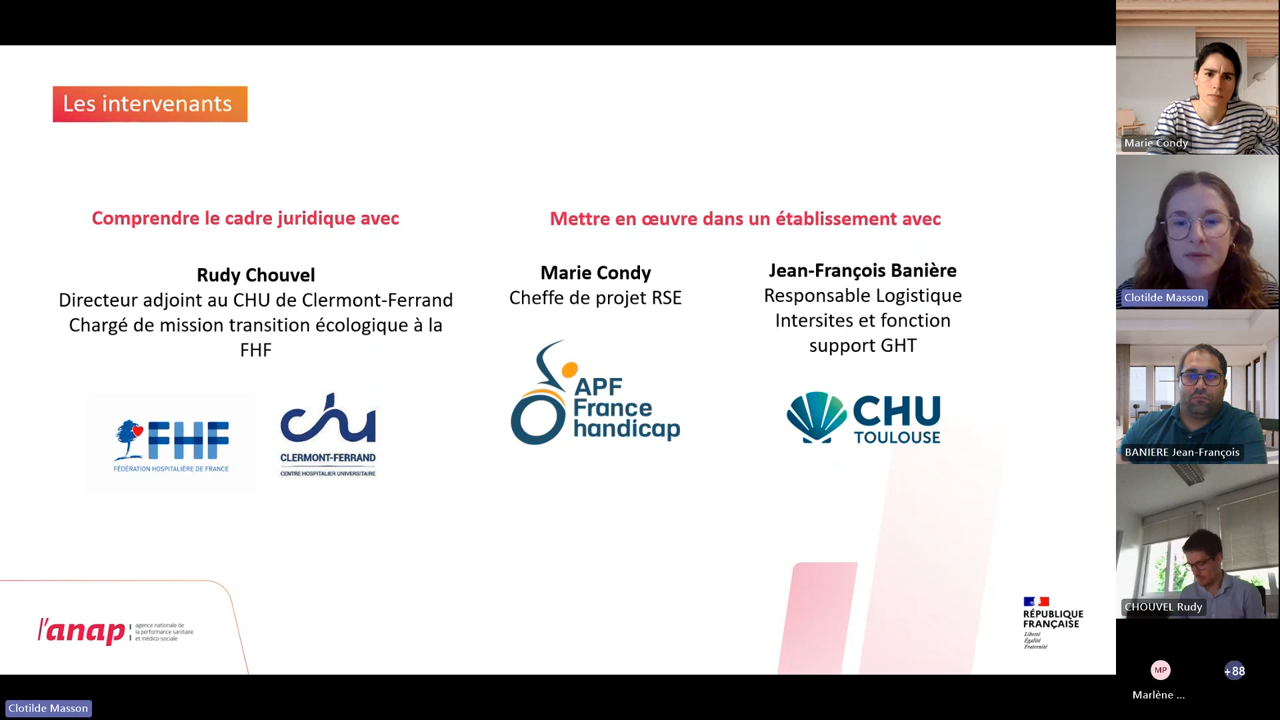 Les intervenants
Comprendre le cadre juridique avec
Rudy Chouvel
Directeur adjoint au CHU de Clermont-Ferrand
Chargé de mission transition écologique à la
FHF
FHF
FÉDÉRATION HOSPITALIÈRE DE FRANCE
chu
CLERMONT-FERRAND
CENTRE HOSPITALIER UNIVERSITAIRE
Mettre en œuvre dans un établissement avec
Marie Condy
Cheffe de projet RSE
APF
France
handicap
Jean-François Banière
Responsable Logistique
Intersites et fonction
support GHT
CHU
TOULOUSE
l'anap
agence nationale de
la performance sanitaire
et médico-sociale
RÉPUBLIQUE
FRANÇAISE
Liberté
Égalité
Fraternité
Clotilde Masson
Marie Condy
Clotilde Masson
BANIERE Jean-François
CHOUVEL Rudy
MP
Marlène ...
+88